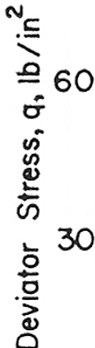 Deviator Stress, q, lb/in²
60
30